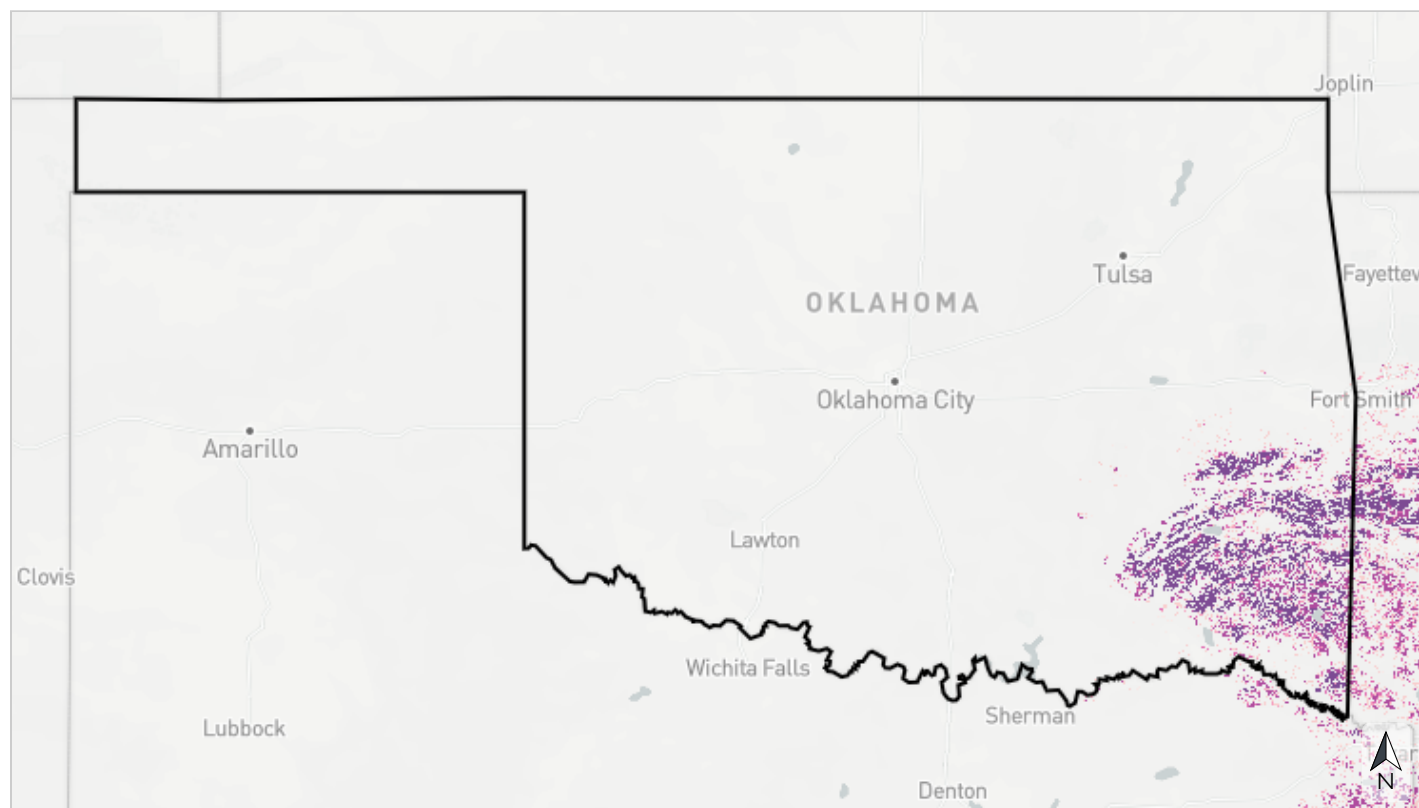 Joplin
Tulsa
Fayettev
OKLAHOMA
Oklahoma City
Fort Smith
Amarillo
Lawton
Clovis
Wichita Falls
Lubbock
Sherman
Denton
N